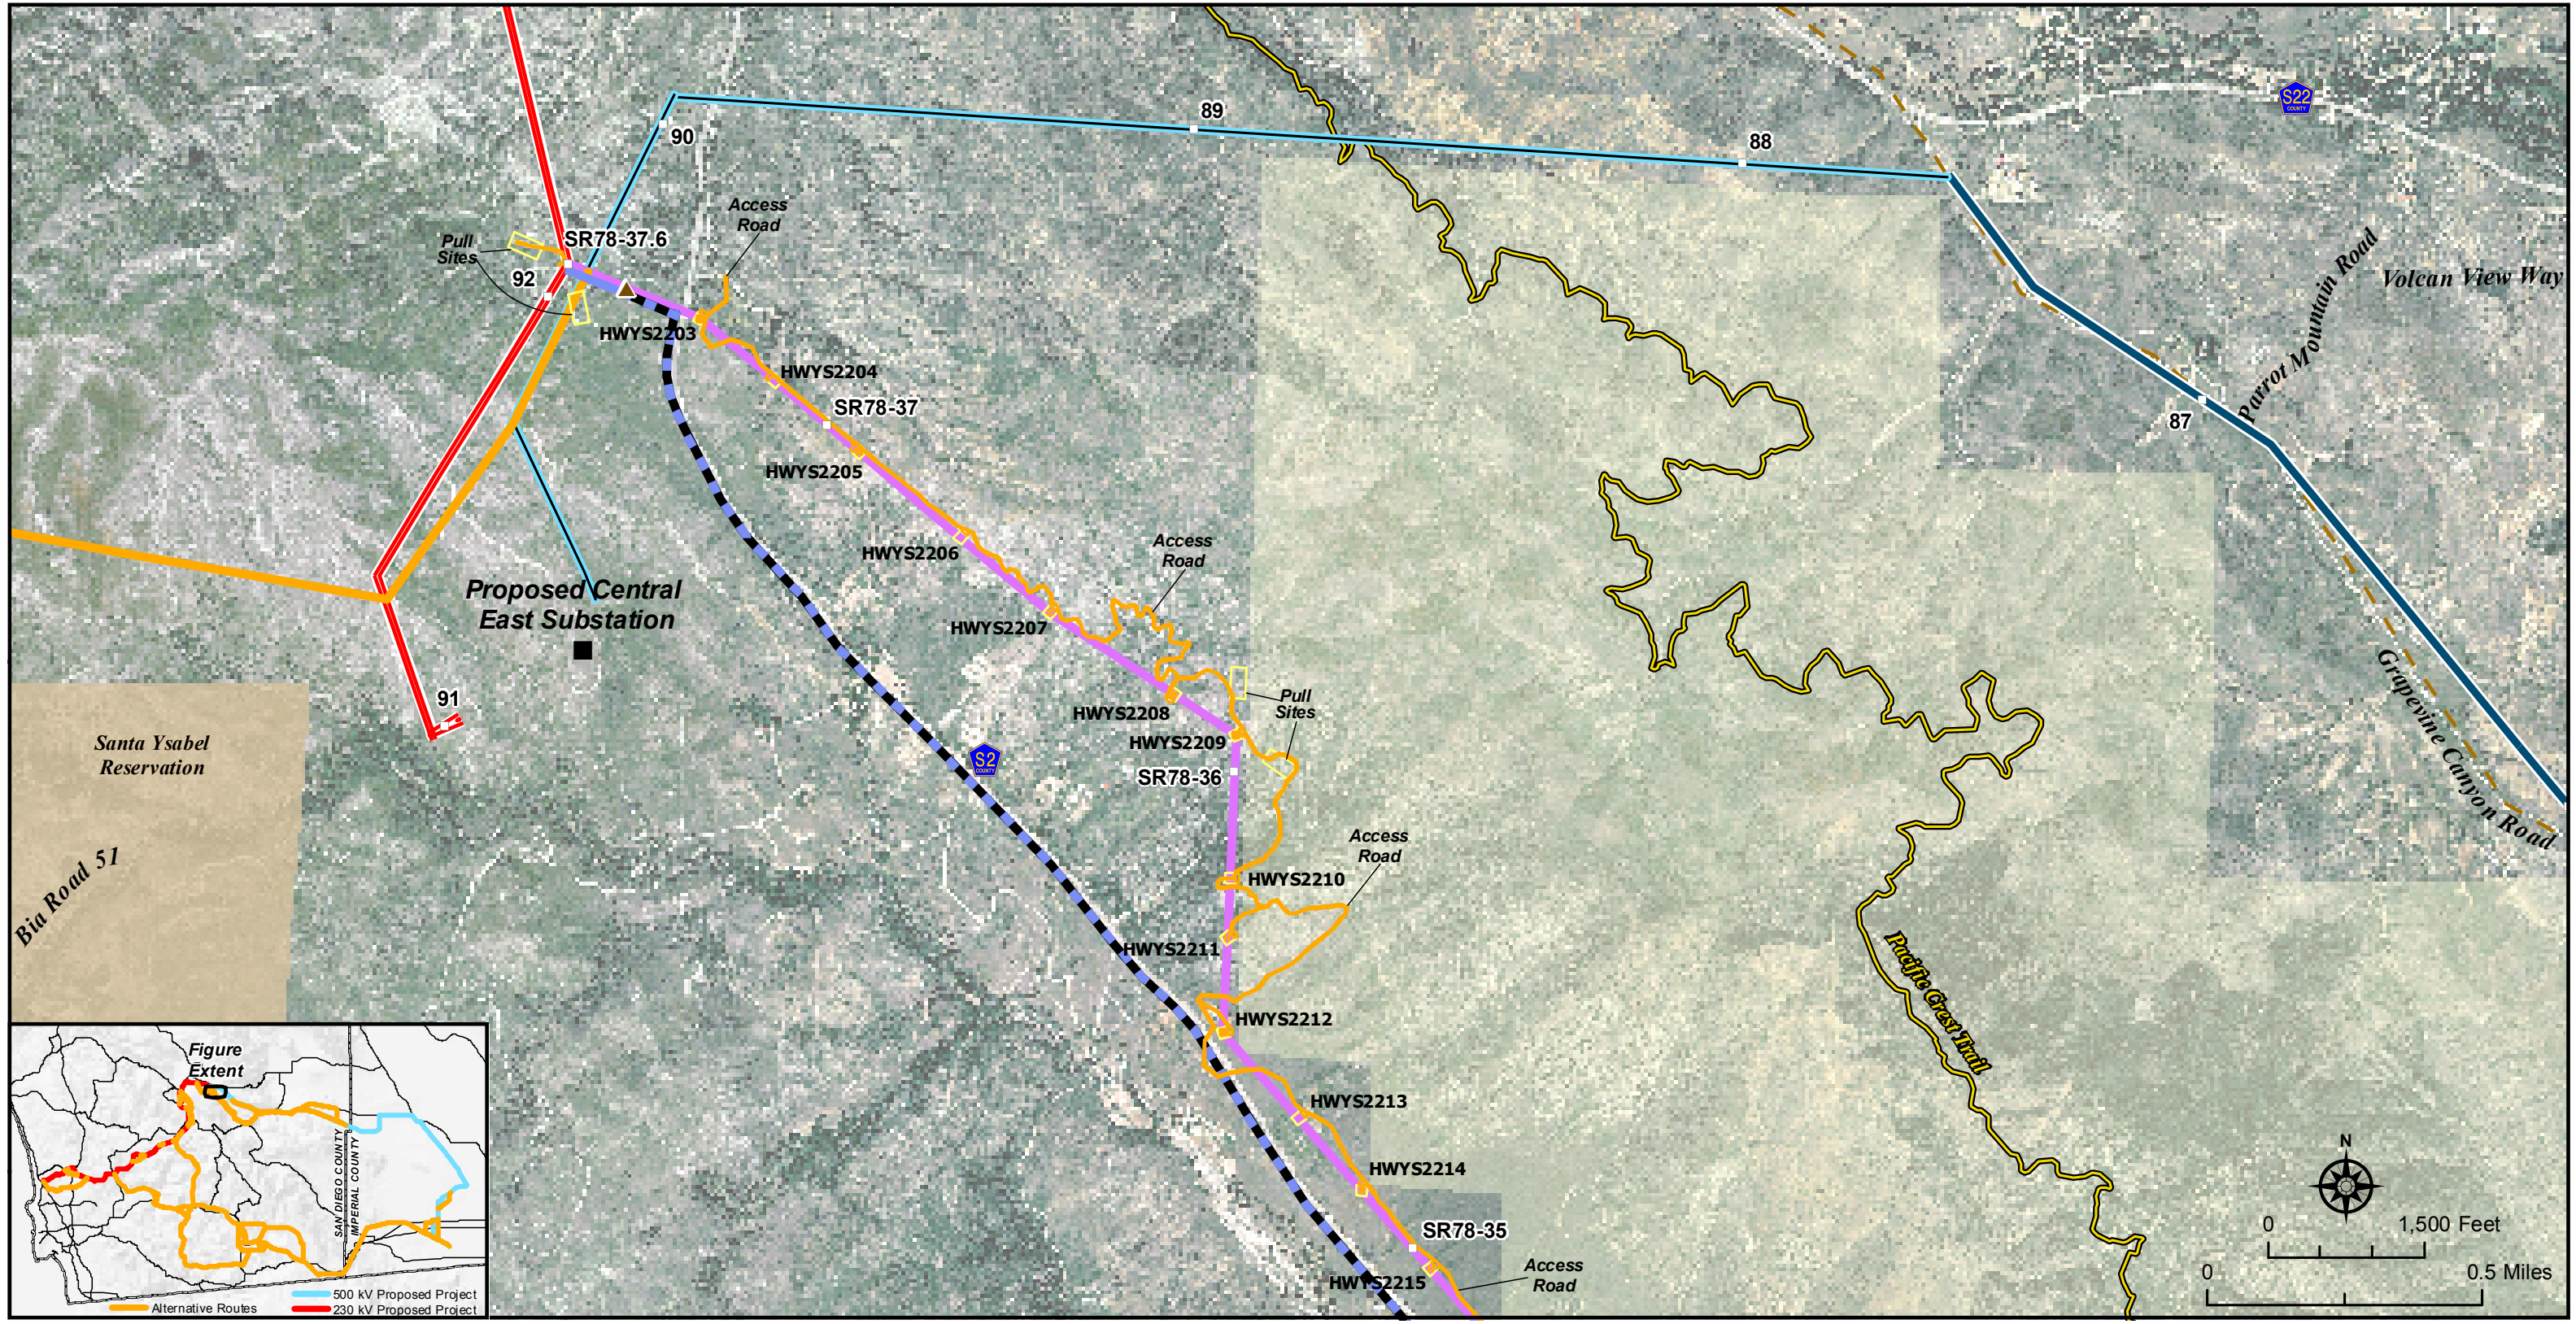 S22
COUNTY
89
88
90
Access
Road
Pull
Sites
SR78-37.6
92
Parrot Mountain Road
Volcan View Way
HWYS2203
HWYS2204
SR78-37
87
HWYS2205
HWYS2206
Access
Road
Proposed Central
East Substation
HWYS2207
Grapevine Canyon Road
91
Pull
Sites
HWYS2208
HWYS2209
Santa Ysabel
Reservation
S2
COUNTY
SR78-36
Access
Road
Bia Road 51
HWYS2210
HWYS2211
Pacific Crest Trail
HWYS2212
Figure
Extent
HWYS2213
HWYS2214
SAN DIEGO COUNTY
IMPERIAL COUNTY
N
SR78-35
0 1,500 Feet
Access
Road
HWYS2215
0 0.5 Miles
500 kV Proposed Project
Alternative Routes
230 kV Proposed Project